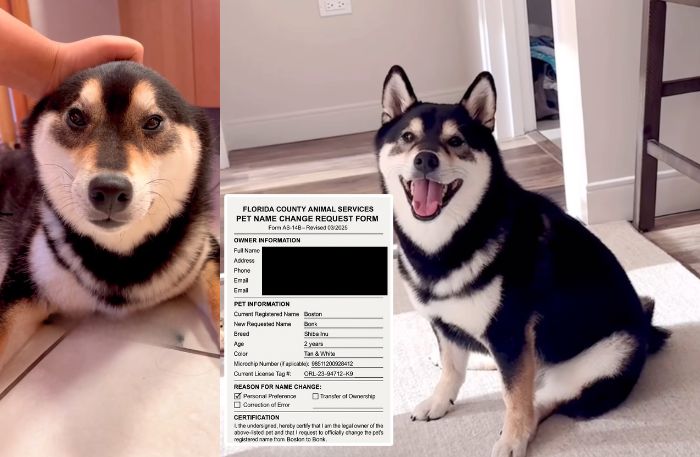 FLORIDA COUNTY ANIMAL SERVICES
PET NAME CHANGE REQUEST FORM
Form AS-14B – Revised 03/2025
OWNER INFORMATION
Full Name
Address
Phone
Email
Email
PET INFORMATION
Current Registered Name Boston
New Requested Name Bonk
Breed Shiba Inu
Age 2 years
Color Tan & White
Microchip Number (if aplicable): 98511200928412
Current License Tag #: ORL-23-94712-K9
REASON FOR NAME CHANGE:
☑ Personal Preference ☐ Transfer of Ownership
☐ Correction of Error
CERTIFICATION
I, the undersigned, hereby certify that I am the legal owner of the
above-listed pet and that I request to officially change the pet's
registered name from Boston to Bonk.